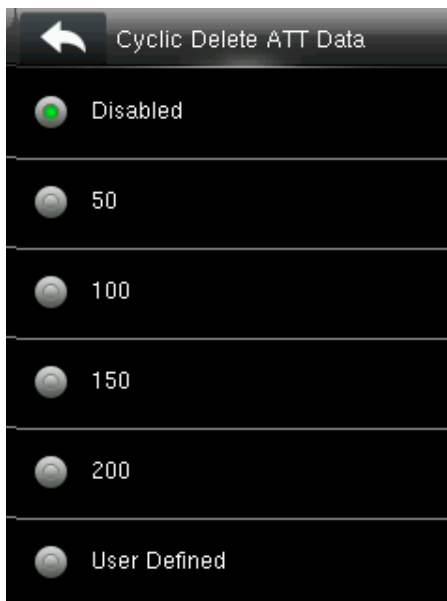 Cyclic Delete ATT Data
Disabled
50
100
150
200
User Defined